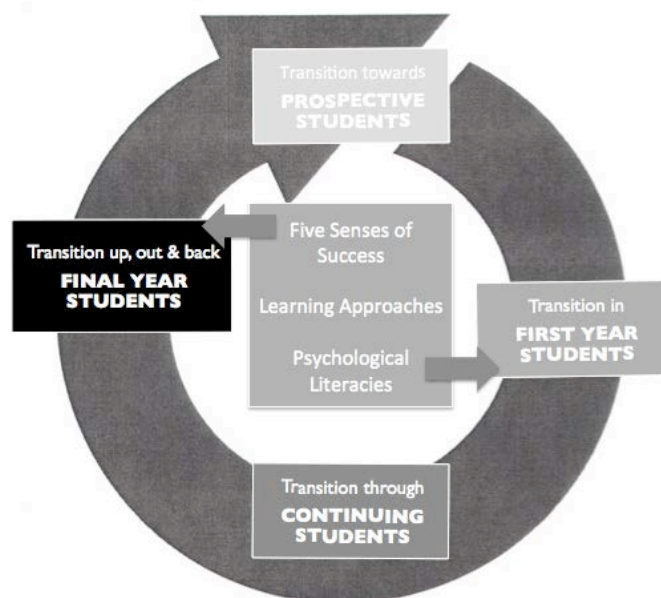 Transition towards
PROSPECTIVE
STUDENTS
Transition up, out & back
FINAL YEAR
STUDENTS
Five Senses of
Success
Learning Approaches
Psychological
Literacies
Transition in
FIRST YEAR
STUDENTS
Transition through
CONTINUING
STUDENTS